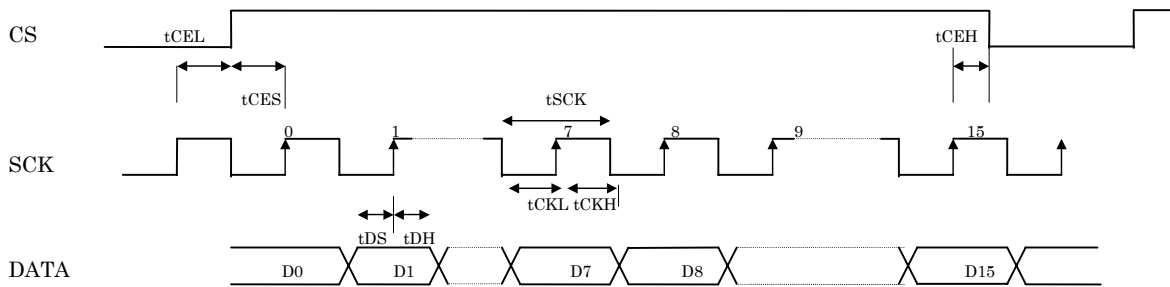 CS
tCEL
tCEH
tCES
tSCK
SCK
0 1 7 8 9 15
tCKL tCKH
tDS tDH
DATA
D0 D1 D7 D8 D15